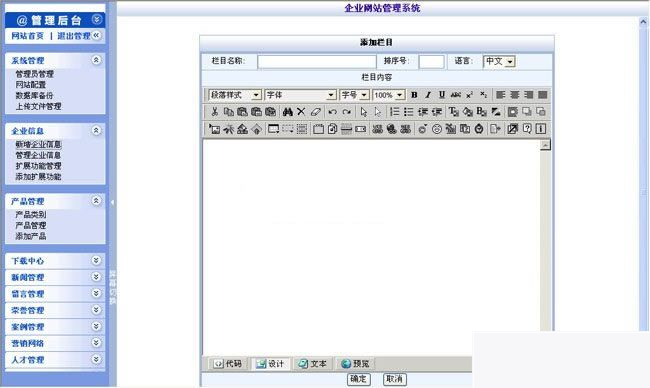 企业网站管理系统
@管理后台
网站首页 | 退出管理
系统管理
管理员管理
网站配置
数据库备份
上传文件管理
企业信息
新增企业信息
管理企业信息
扩展功能管理
添加扩展功能
产品管理
产品类别
产品管理
添加产品
下载中心
新闻管理
留言管理
荣誉管理
案例管理
营销网络
人才管理
屏幕切换
添加栏目
栏目名称: 排序号: 语言: 中文
栏目内容
段落样式 字体 字号 100% B I U ABC x² x₂
代码 设计 文本 预览
确定 取消